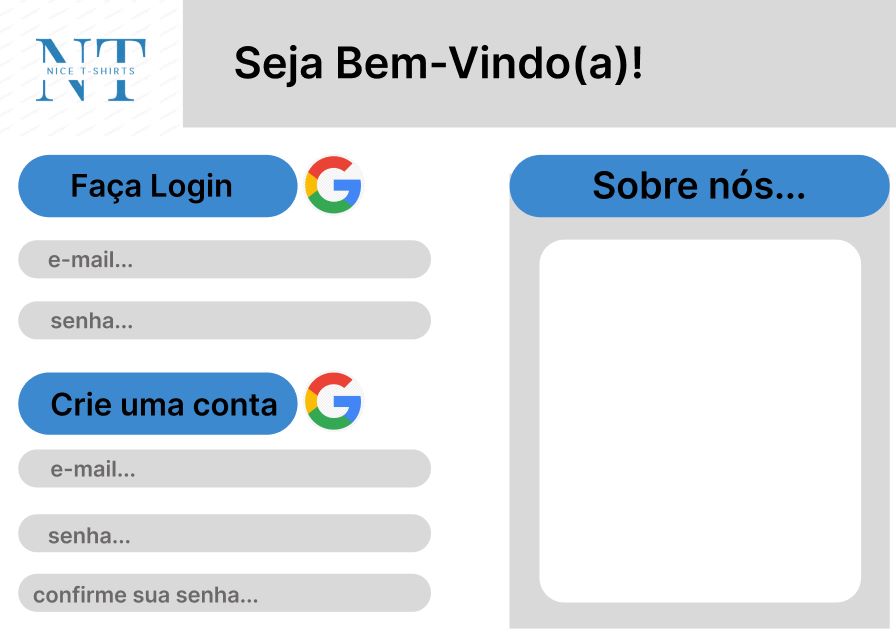 NT
NICE T-SHIRTS
Seja Bem-Vindo(a)!
Faça Login
e-mail...
senha...
Crie uma conta
e-mail...
senha...
confirme sua senha...
Sobre nós...